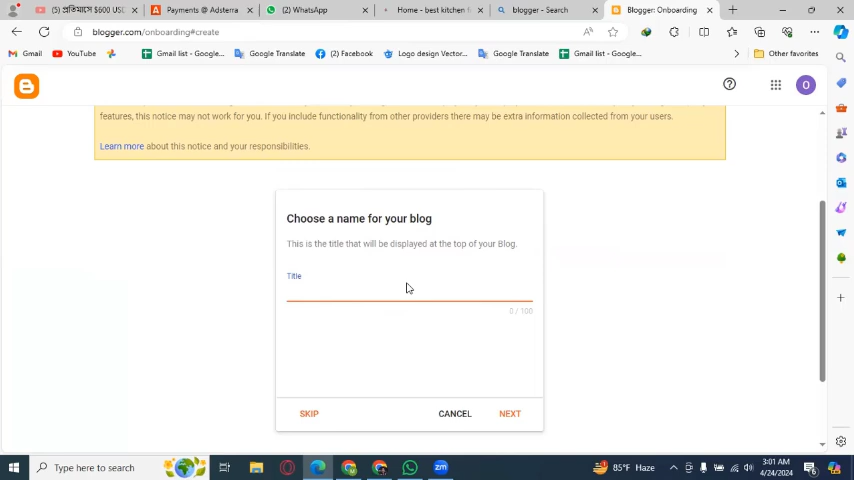 (5) প্রতিমাসে $600 USD
Payments @ Adsterra
(2) WhatsApp
Home - best kitchen f
blogger - Search
Blogger: Onboarding
blogger.com/onboarding#create
Gmail
YouTube
Gmail list - Google...
Google Translate
(2) Facebook
Logo design Vector...
Google Translate
Gmail list - Google...
Other favorites
O
features, this notice may not work for you. If you include functionality from other providers there may be extra information collected from your users.
Learn more about this notice and your responsibilities.
Choose a name for your blog
This is the title that will be displayed at the top of your Blog.
Title
0 / 100
SKIP
CANCEL
NEXT
Type here to search
zm
85°F Haze
3:01 AM
4/24/2024